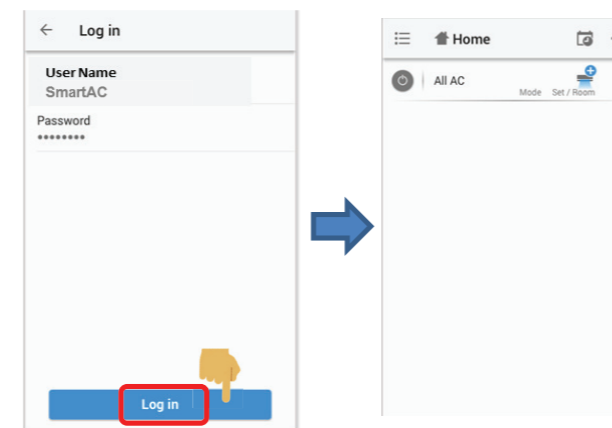 Log in
User Name
SmartAC
Password
Log in
Home
All AC
Mode Set / Room